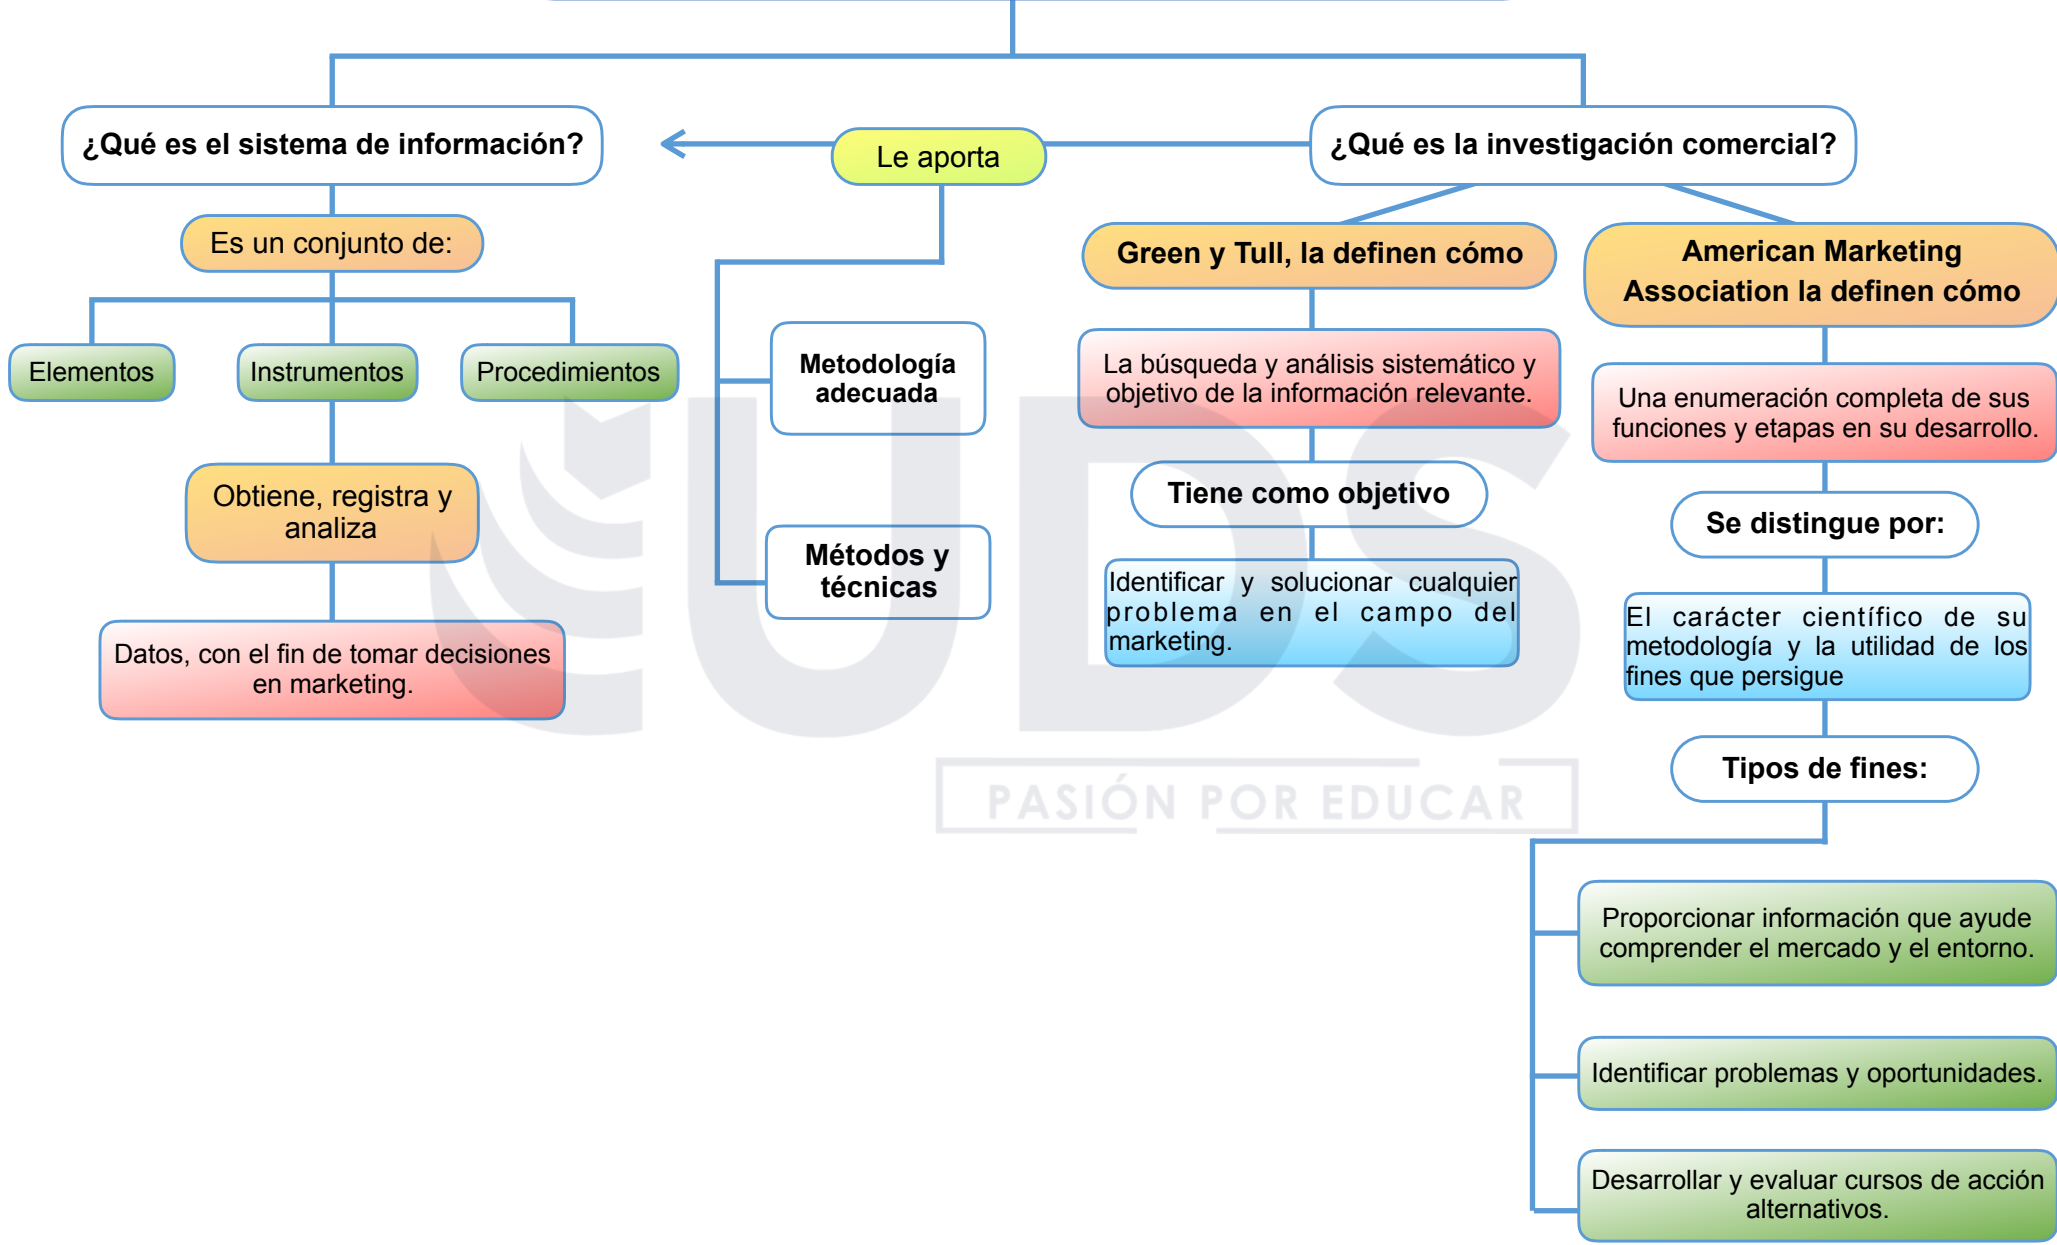 ¿Qué es el sistema de información?
Es un conjunto de:
Elementos
Instrumentos
Procedimientos
Obtiene, registra y
analiza
Datos, con el fin de tomar decisiones
en marketing.
Le aporta
Metodología
adecuada
Métodos y
técnicas
¿Qué es la investigación comercial?
Green y Tull, la definen cómo
La búsqueda y análisis sistemático y
objetivo de la información relevante.
Tiene como objetivo
Identificar y solucionar cualquier
problema en el campo del
marketing.
American Marketing
Association la definen cómo
Una enumeración completa de sus
funciones y etapas en su desarrollo.
Se distingue por:
El carácter científico de su
metodología y la utilidad de los
fines que persigue
Tipos de fines:
Proporcionar información que ayude
comprender el mercado y el entorno.
Identificar problemas y oportunidades.
Desarrollar y evaluar cursos de acción
alternativos.
UDS
PASIÓN POR EDUCAR